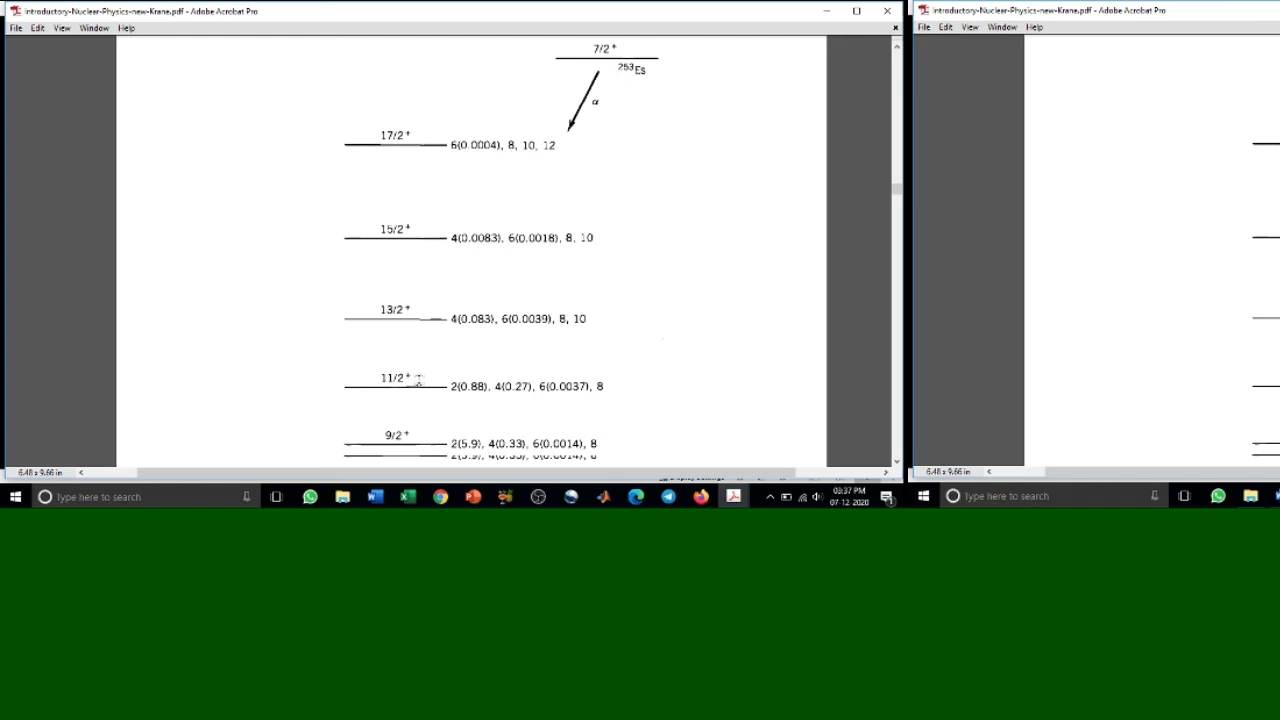 Introductory-Nuclear-Physics-new-Krane.pdf - Adobe Acrobat Pro
File Edit View Window Help
7/2+
253Es
α
17/2+
6(0.0004), 8, 10, 12
15/2+
4(0.0083), 6(0.0018), 8, 10
13/2+
4(0.083), 6(0.0039), 8, 10
11/2+
2(0.88), 4(0.27), 6(0.0037), 8
9/2+
2(5.9), 4(0.33), 6(0.0014), 8
6.48 x 9.66 in
Type here to search
03:37 PM
07-12-2020
Introductory-Nuclear-Physics-new-Krane.pdf - Adobe Acrobat Pro
File Edit View Window Help
6.48 x 9.66 in
Type here to search